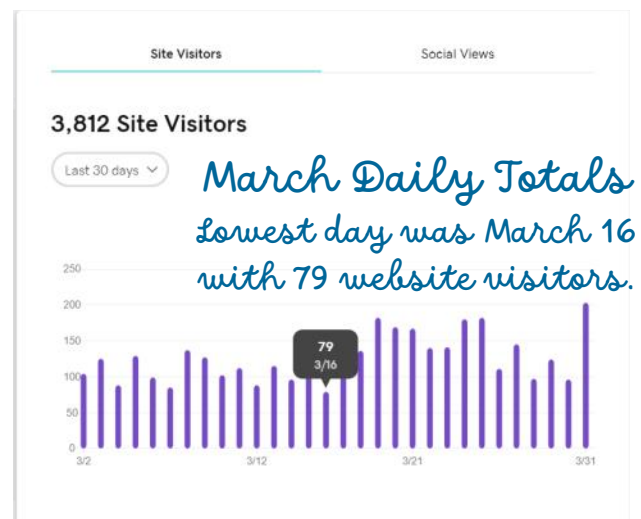 Site Visitors
Social Views
3,812 Site Visitors
Last 30 days
March Daily Totals
Lowest day was March 16
with 79 website visitors.
250
200
150
100
50
0
79
3/16
3/2
3/12
3/21
3/31